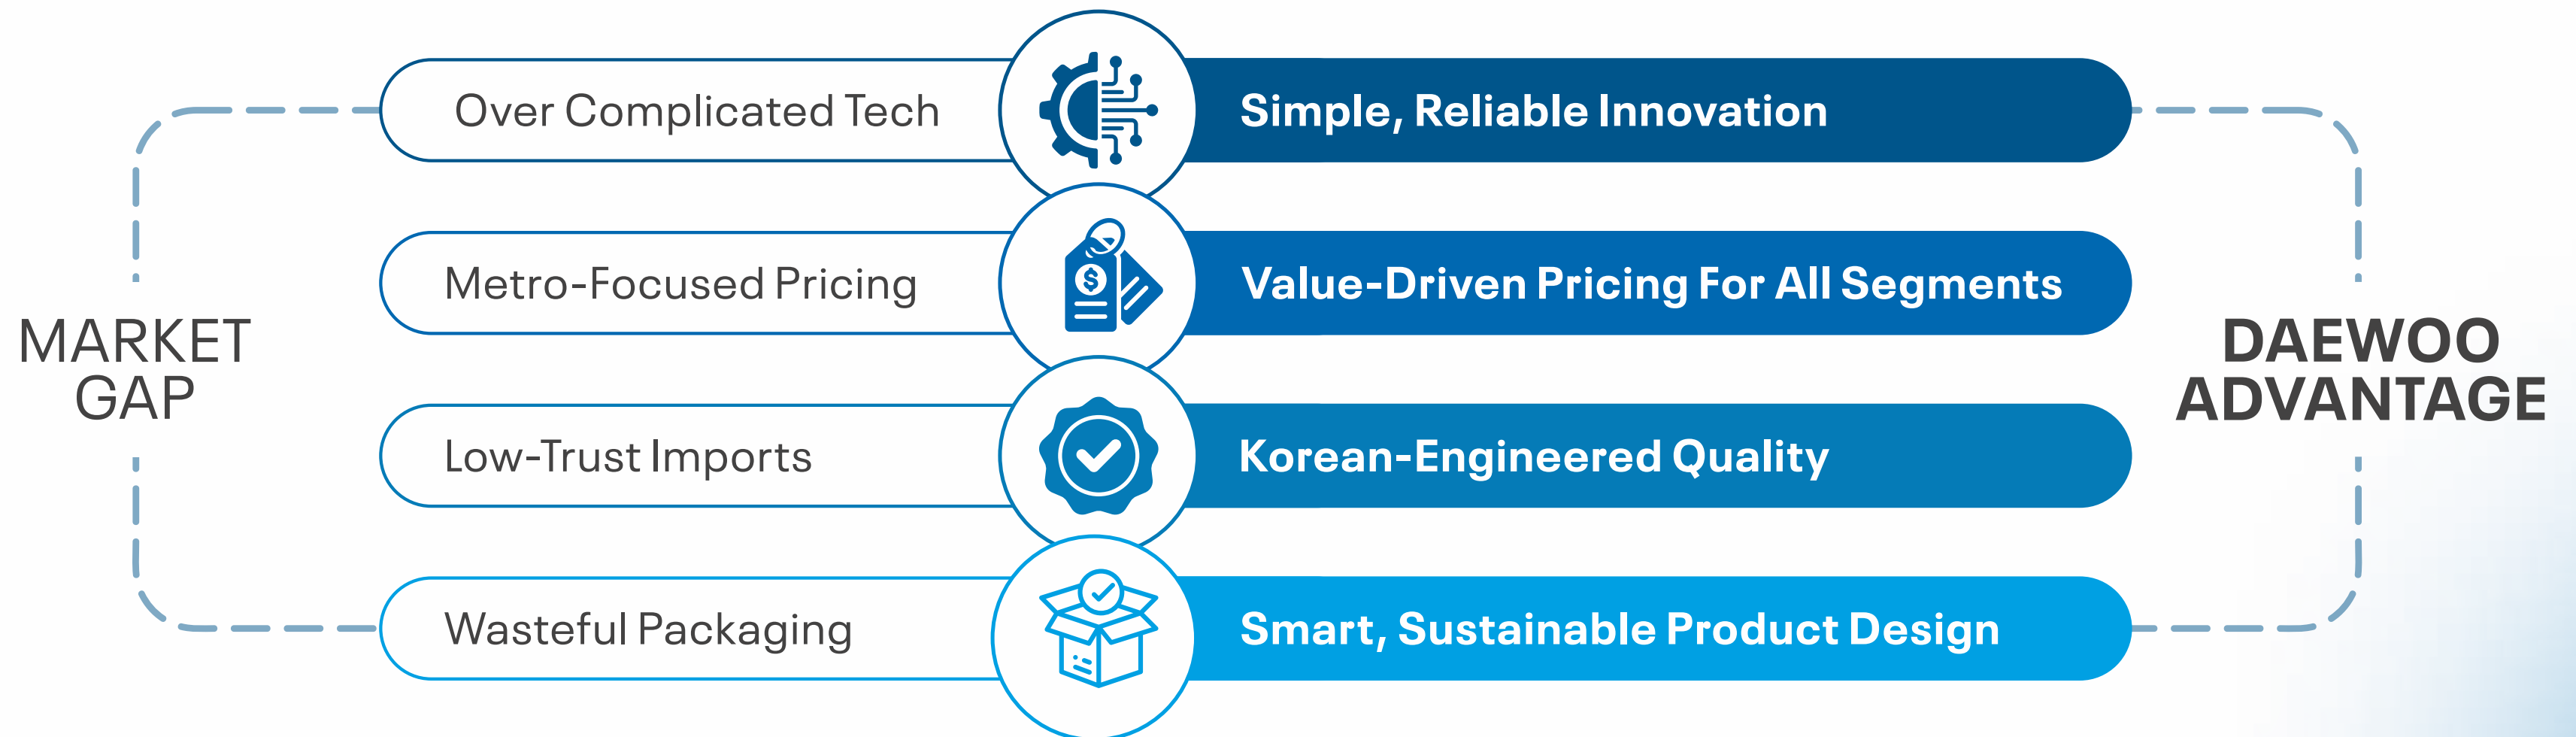 MARKET
GAP
Over Complicated Tech
Simple, Reliable Innovation
Metro-Focused Pricing
Value-Driven Pricing For All Segments
Low-Trust Imports
Korean-Engineered Quality
Wasteful Packaging
Smart, Sustainable Product Design
DAEWOO
ADVANTAGE
$